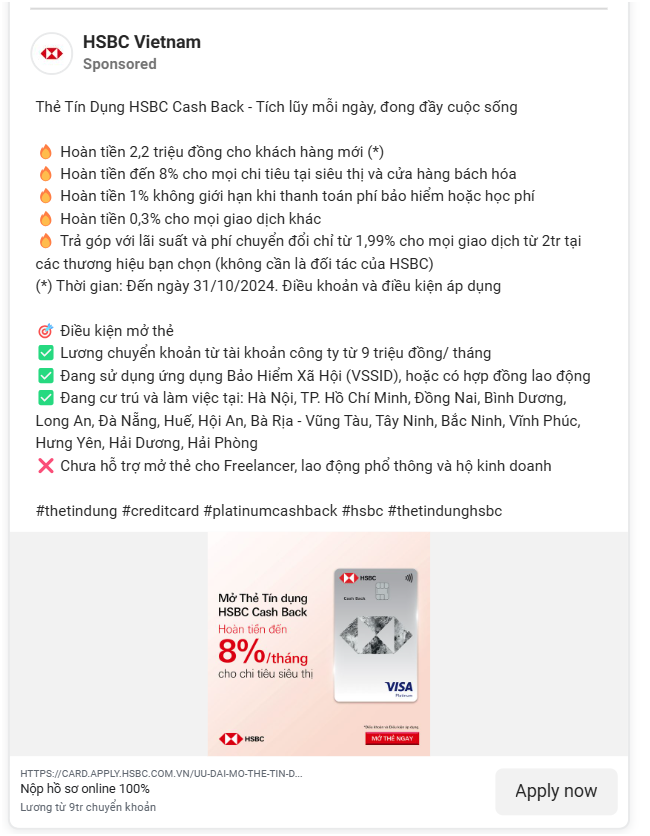 HSBC Vietnam
Sponsored
Thẻ Tín Dụng HSBC Cash Back - Tích lũy mỗi ngày, đong đầy cuộc sống
🔥 Hoàn tiền 2,2 triệu đồng cho khách hàng mới (*)
🔥 Hoàn tiền đến 8% cho mọi chi tiêu tại siêu thị và cửa hàng bách hóa
🔥 Hoàn tiền 1% không giới hạn khi thanh toán phí bảo hiểm hoặc học phí
🔥 Hoàn tiền 0,3% cho mọi giao dịch khác
🔥 Trả góp với lãi suất và phí chuyển đổi chỉ từ 1,99% cho mọi giao dịch từ 2tr tại
các thương hiệu bạn chọn (không cần là đối tác của HSBC)
(*) Thời gian: Đến ngày 31/10/2024. Điều khoản và điều kiện áp dụng
🎯 Điều kiện mở thẻ
✅ Lương chuyển khoản từ tài khoản công ty từ 9 triệu đồng/ tháng
✅ Đang sử dụng ứng dụng Bảo Hiểm Xã Hội (VSSID), hoặc có hợp đồng lao động
✅ Đang cư trú và làm việc tại: Hà Nội, TP. Hồ Chí Minh, Đồng Nai, Bình Dương,
Long An, Đà Nẵng, Huế, Hội An, Bà Rịa - Vũng Tàu, Tây Ninh, Bắc Ninh, Vĩnh Phúc,
Hưng Yên, Hải Dương, Hải Phòng
❌ Chưa hỗ trợ mở thẻ cho Freelancer, lao động phổ thông và hộ kinh doanh
#thetindung #creditcard #platinumcashback #hsbc #thetindunghsbc
Mở Thẻ Tín dụng
HSBC Cash Back
Hoàn tiền đến
8%/tháng
cho chi tiêu siêu thị
HSBC
Cash Back
VISA
Platinum
*Điều khoản và Điều kiện áp dụng
HSBC
MỞ THẺ NGAY
HTTPS://CARD.APPLY.HSBC.COM.VN/UU-DAI-MO-THE-TIN-D...
Nộp hồ sơ online 100%
Lương từ 9tr chuyển khoản
Apply now